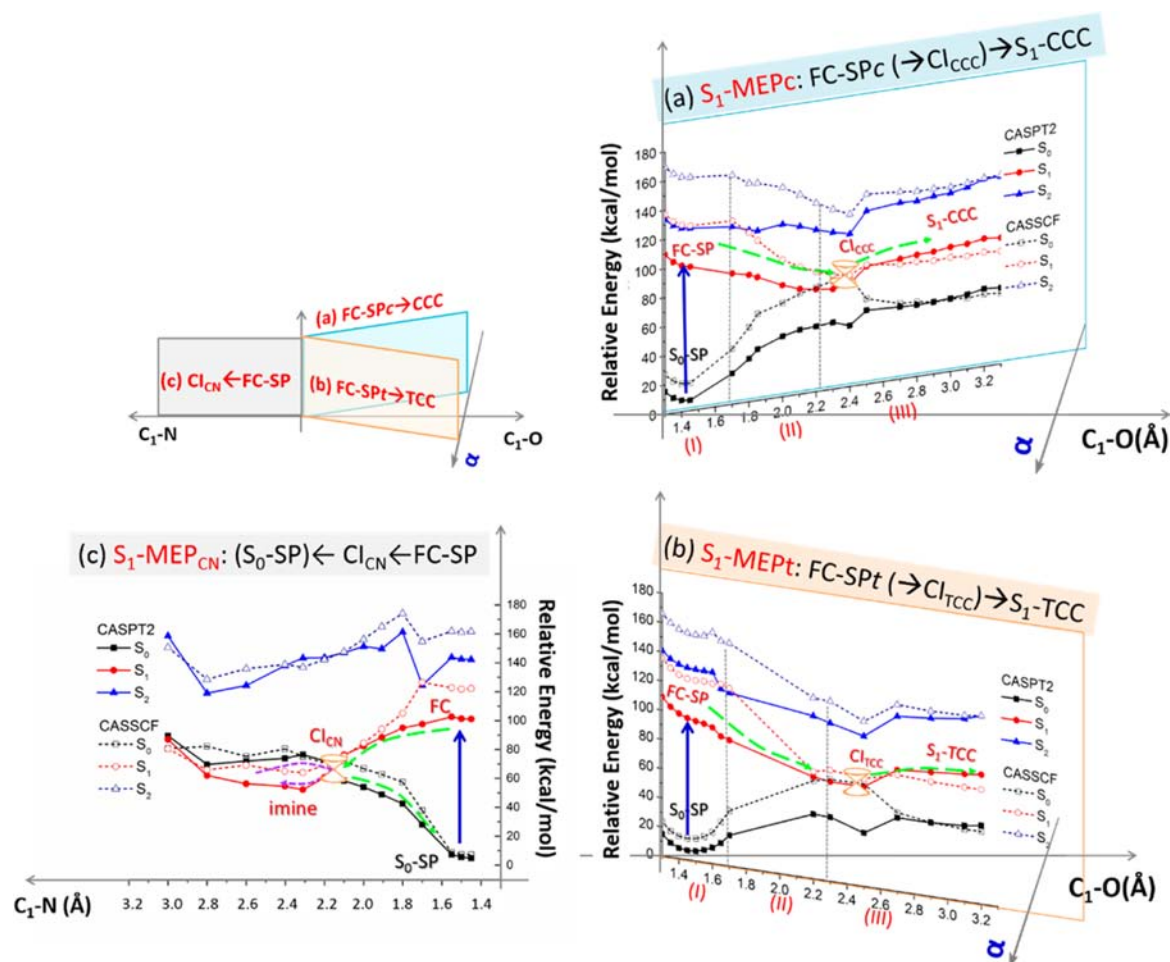 (a) FC-SPc→CCC
(c) CI_CN←FC-SP
(b) FC-SPt→TCC
C₁-N
C₁-O
α
(a) S₁-MEPc: FC-SPc (→CI_CCC)→S₁-CCC
Relative Energy (kcal/mol)
180
160
140
120
100
80
60
40
20
0
CASPT2
S₀
S₁
S₂
CASSCF
S₀
S₁
S₂
FC-SP
CI_CCC
S₁-CCC
S₀-SP
1.4 1.6 1.8 2.0 2.2 2.4 2.6 2.8 3.0 3.2
(I) (II) (III)
C₁-O(Å)
α
(c) S₁-MEP_CN: (S₀-SP)← CI_CN←FC-SP
Relative Energy (kcal/mol)
180
160
140
120
100
80
60
40
20
0
CASPT2
S₀
S₁
S₂
CASSCF
S₀
S₁
S₂
FC
CI_CN
imine
S₀-SP
C₁-N (Å)
3.2 3.0 2.8 2.6 2.4 2.2 2.0 1.8 1.6 1.4
(b) S₁-MEPt: FC-SPt (→CI_TCC)→S₁-TCC
Relative Energy (kcal/mol)
180
160
140
120
100
80
60
40
20
0
CASPT2
S₀
S₁
S₂
CASSCF
S₀
S₁
S₂
FC-SP
CI_TCC
S₁-TCC
S₀-SP
1.4 1.6 1.8 2.0 2.2 2.4 2.6 2.8 3.0 3.2
(I) (II) (III)
C₁-O(Å)
α